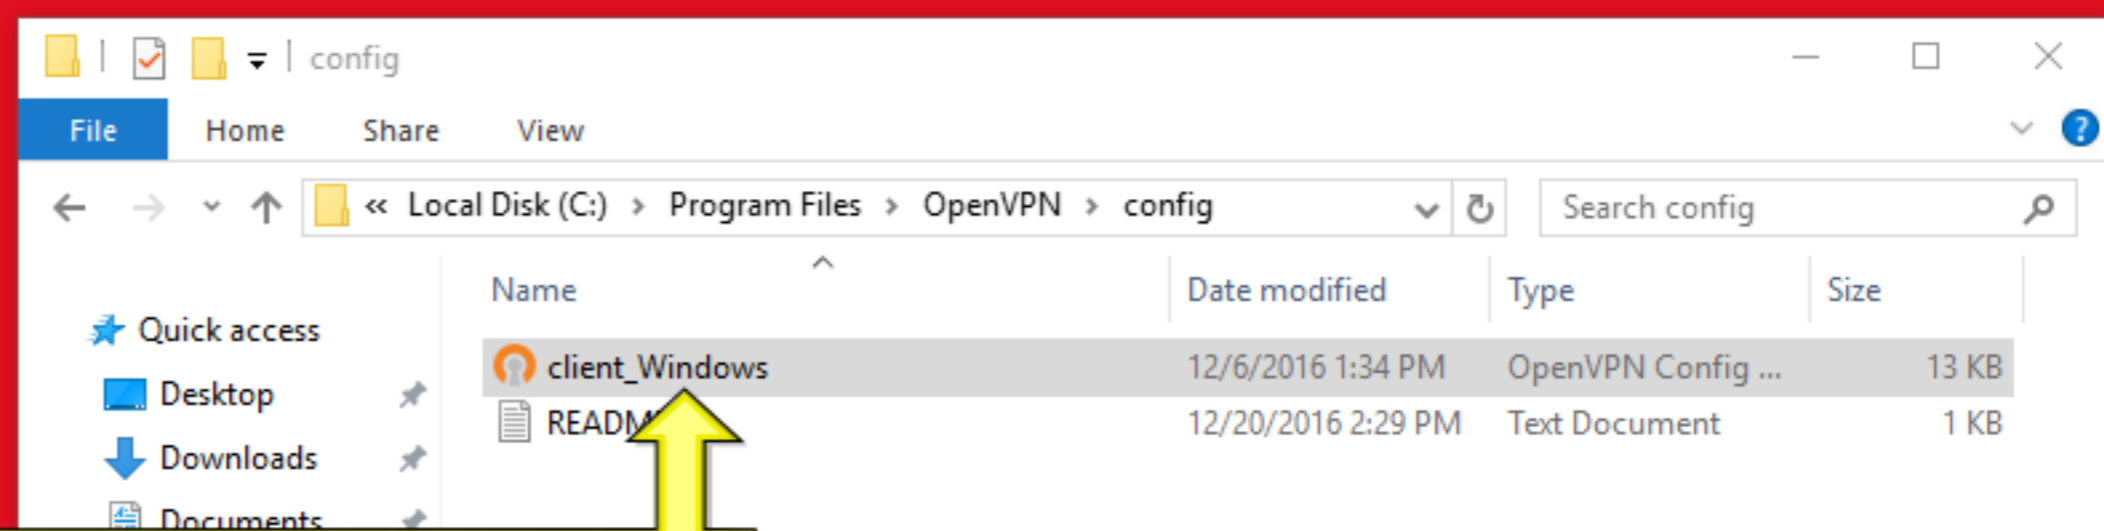 config
File Home Share View
« Local Disk (C:) > Program Files > OpenVPN > config Search config
Name Date modified Type Size
Quick access
client_Windows 12/6/2016 1:34 PM OpenVPN Config ... 13 KB
Desktop
12/20/2016 2:29 PM Text Document 1 KB
Downloads
Documents